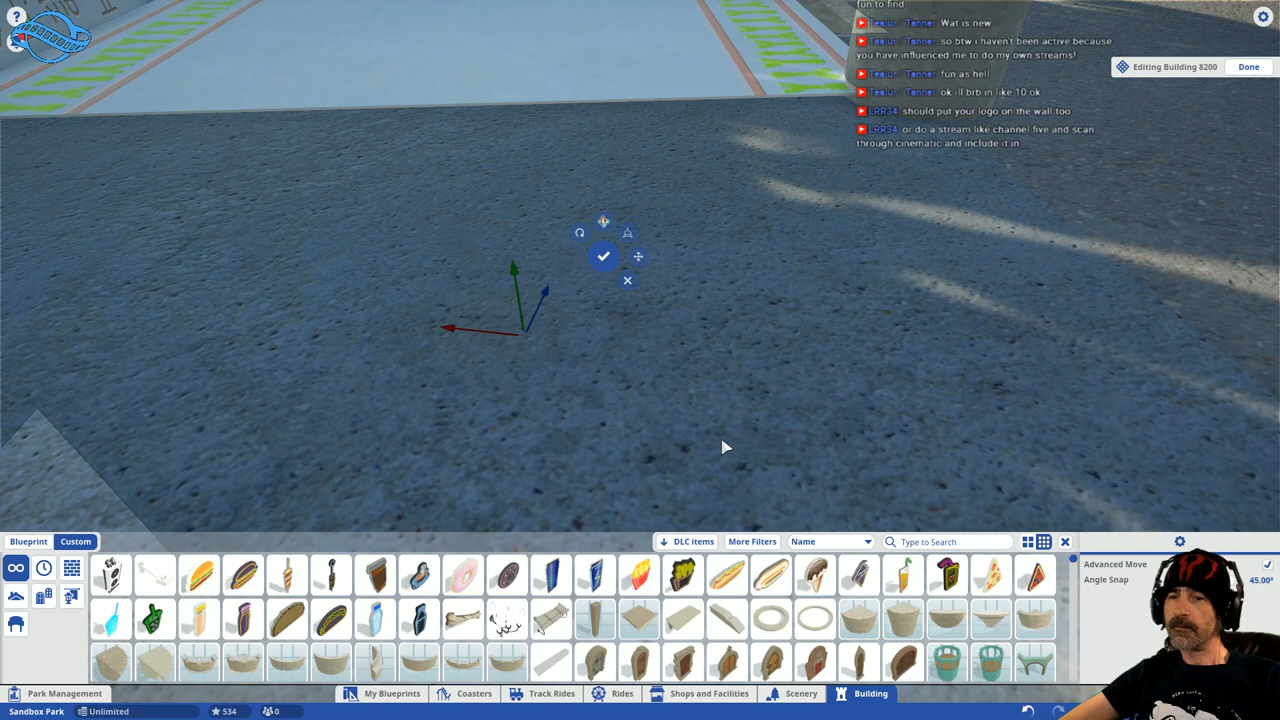 fun to find
Tealur / Tanner Wat is new
Tealur / Tanner so btw i haven't been active because
you have influenced me to do my own streams!
Tealur / Tanner fun as hell
Tealur / Tanner ok ill brb in like 10 ok
LRR34 should put your logo on the wall too
LRR34 or do a stream like channel five and scan
through cinematic and include it in
Editing Building 8200
Done
Blueprint
Custom
DLC items
More Filters
Name
Type to Search
Advanced Move
Angle Snap
45.00°
Park Management
My Blueprints
Coasters
Track Rides
Rides
Shops and Facilities
Scenery
Building
Sandbox Park
Unlimited
534
0